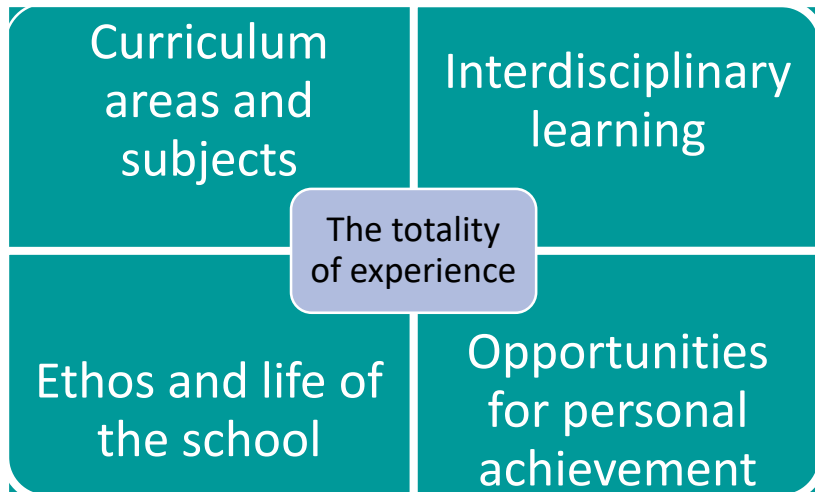 Curriculum
areas and
subjects
Interdisciplinary
learning
The totality
of experience
Ethos and life of
the school
Opportunities
for personal
achievement